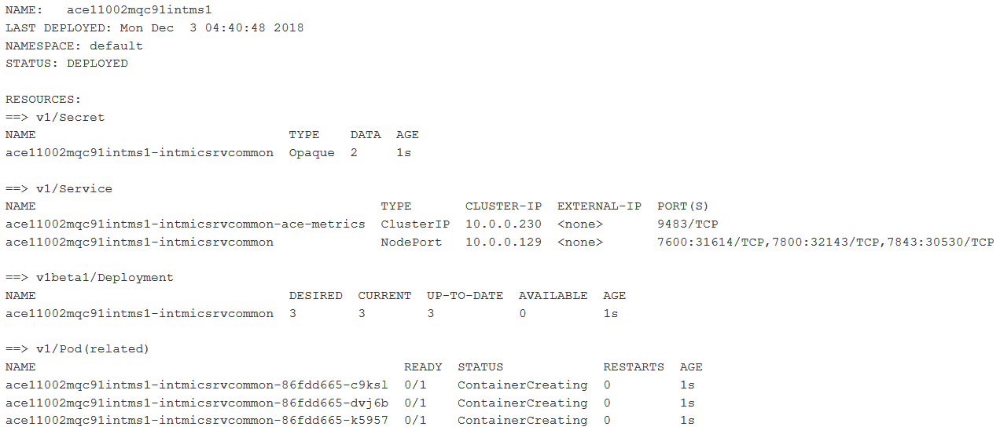 NAME:   ace11002mqc91intms1
LAST DEPLOYED: Mon Dec  3 04:40:48 2018
NAMESPACE: default
STATUS: DEPLOYED
RESOURCES:
==> v1/Secret
NAME                                 TYPE    DATA  AGE
ace11002mqc91intms1-intmicsrvcommon  Opaque  2     1s
==> v1/Service
NAME                                             TYPE       CLUSTER-IP  EXTERNAL-IP  PORT(S)
ace11002mqc91intms1-intmicsrvcommon-ace-metrics  ClusterIP  10.0.0.230  <none>       9483/TCP
ace11002mqc91intms1-intmicsrvcommon              NodePort   10.0.0.129  <none>       7600:31614/TCP,7800:32143/TCP,7843:30530/TCP
==> v1beta1/Deployment
NAME                                 DESIRED  CURRENT  UP-TO-DATE  AVAILABLE  AGE
ace11002mqc91intms1-intmicsrvcommon  3        3        3           0          1s
==> v1/Pod(related)
NAME                                                READY  STATUS             RESTARTS  AGE
ace11002mqc91intms1-intmicsrvcommon-86fdd665-c9ksl  0/1    ContainerCreating  0         1s
ace11002mqc91intms1-intmicsrvcommon-86fdd665-dvj6b  0/1    ContainerCreating  0         1s
ace11002mqc91intms1-intmicsrvcommon-86fdd665-k5957  0/1    ContainerCreating  0         1s